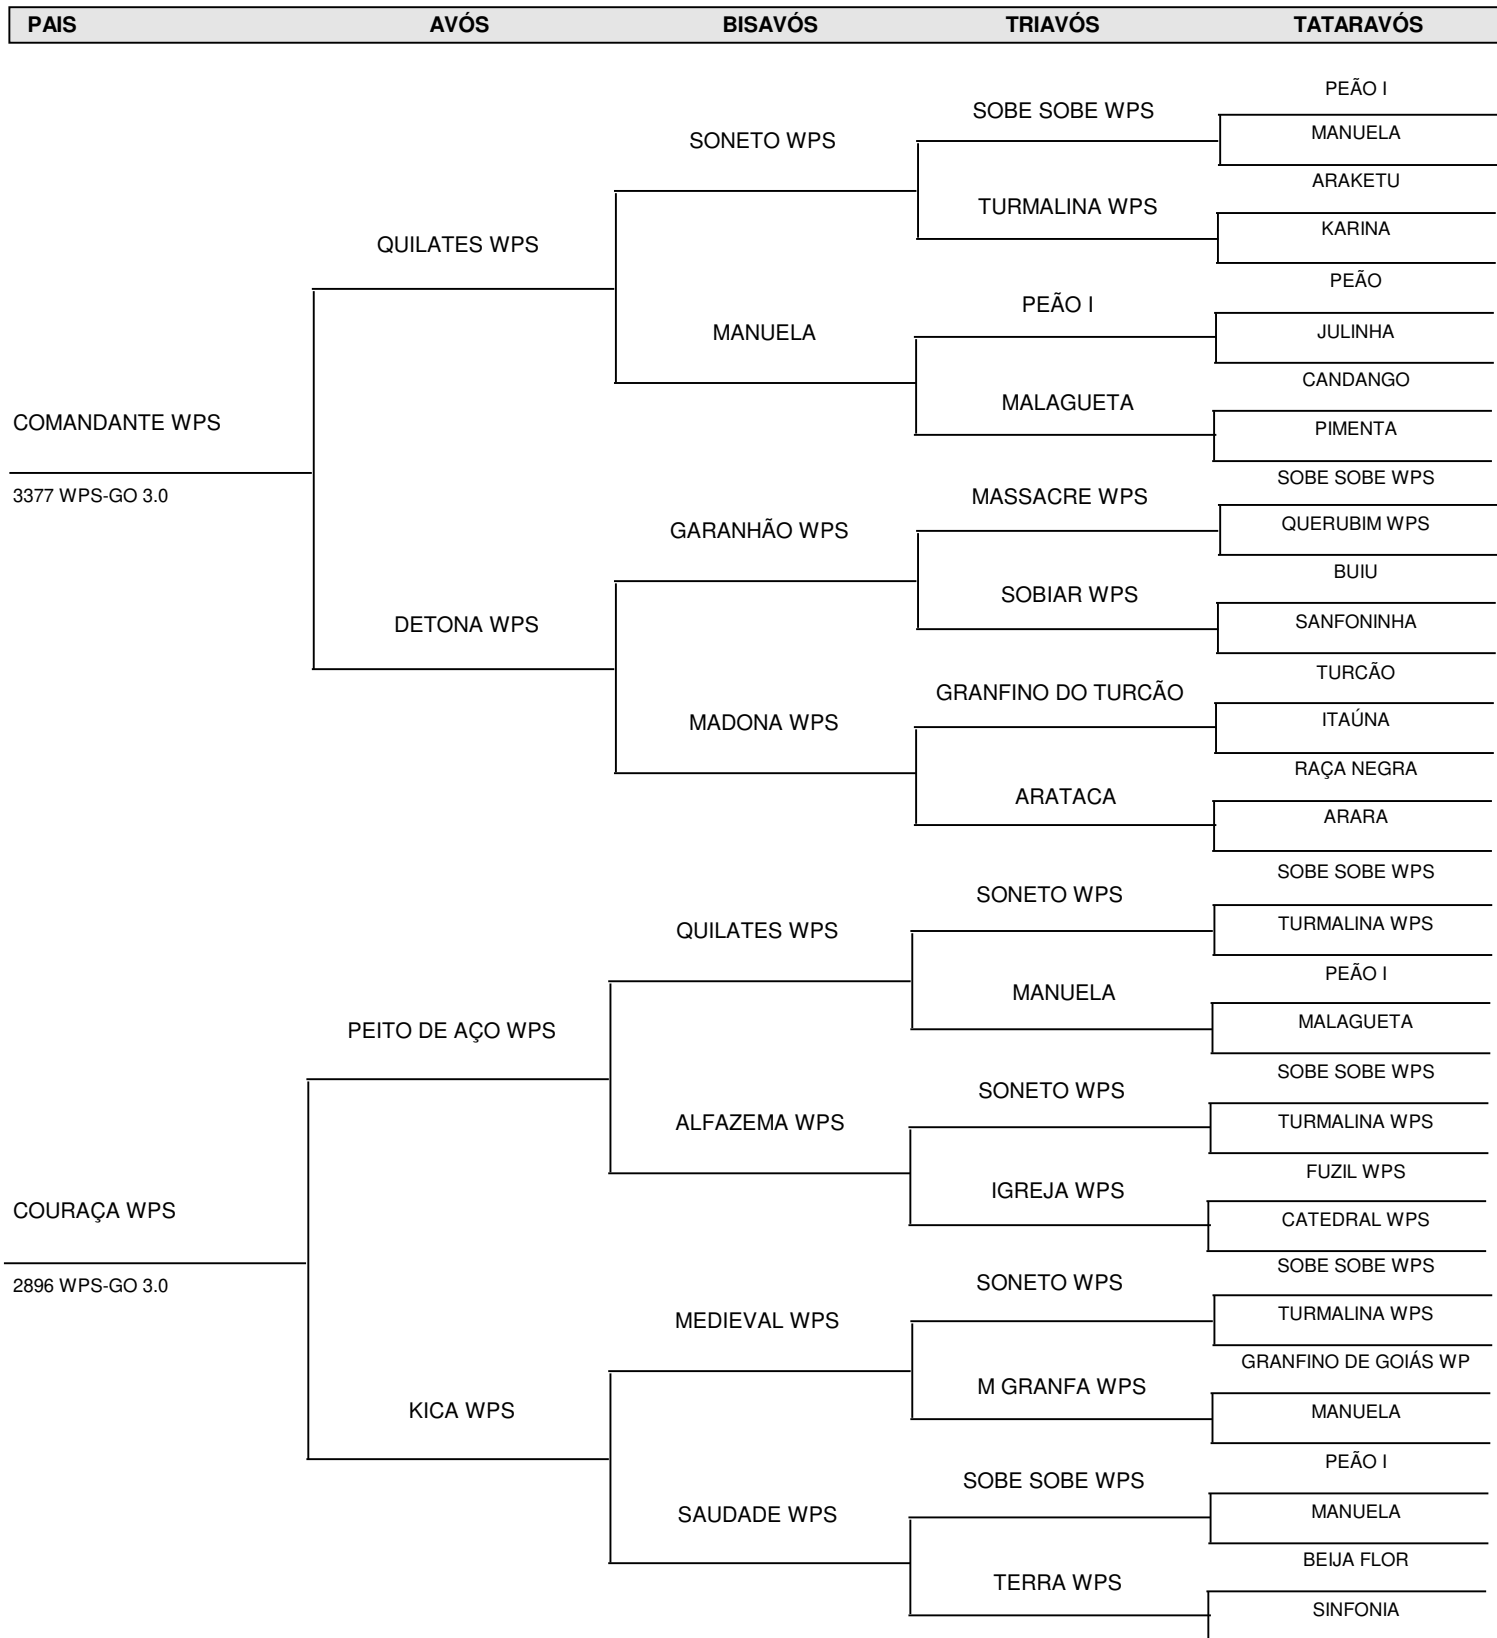 PAIS AVÓS BISAVÓS TRIAVÓS TATARAVÓS
PEÃO I
SOBE SOBE WPS
MANUELA
SONETO WPS
ARAKETU
TURMALINA WPS
KARINA
QUILATES WPS
PEÃO
PEÃO I
JULINHA
MANUELA
CANDANGO
MALAGUETA
PIMENTA
COMANDANTE WPS
3377 WPS-GO 3.0
SOBE SOBE WPS
MASSACRE WPS
QUERUBIM WPS
GARANHÃO WPS
BUIU
SOBIAR WPS
SANFONINHA
DETONA WPS
TURCÃO
GRANFINO DO TURCÃO
ITAÚNA
MADONA WPS
RAÇA NEGRA
ARATACA
ARARA
SOBE SOBE WPS
SONETO WPS
TURMALINA WPS
QUILATES WPS
PEÃO I
MANUELA
MALAGUETA
PEITO DE AÇO WPS
SOBE SOBE WPS
SONETO WPS
TURMALINA WPS
ALFAZEMA WPS
FUZIL WPS
IGREJA WPS
CATEDRAL WPS
COURAÇA WPS
2896 WPS-GO 3.0
SOBE SOBE WPS
SONETO WPS
TURMALINA WPS
MEDIEVAL WPS
GRANFINO DE GOIÁS WP
M GRANFA WPS
MANUELA
KICA WPS
PEÃO I
SOBE SOBE WPS
MANUELA
SAUDADE WPS
BEIJA FLOR
TERRA WPS
SINFONIA